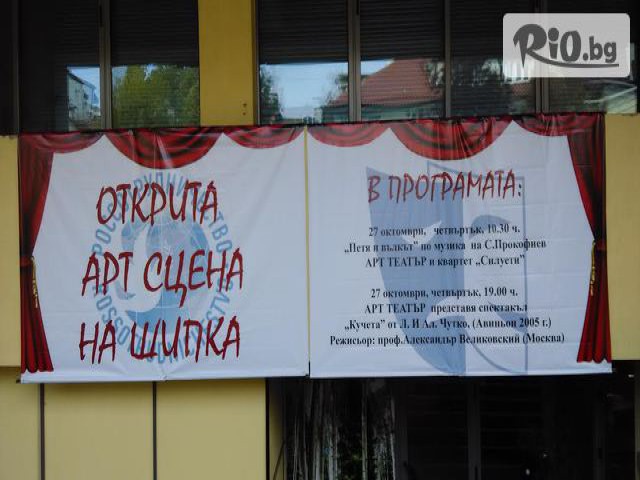 RiO.bg
ОТКРИТА
АРТ СЦЕНА
НА ШИПКА
В ПРОГРАМАТА:
27 октомври, четвъртък, 10.30 ч.
„Петя и вълкът" по музика на С.Прокофиев
АРТ ТЕАТЪР и квартет „Силуети"
27 октомври, четвъртък, 19.00 ч.
АРТ ТЕАТЪР представя спектакъл
„Кучета" от Л. И Ал. Чутко, (Авиньон 2005 г.)
Режисьор: проф.Александър Великовский (Москва)